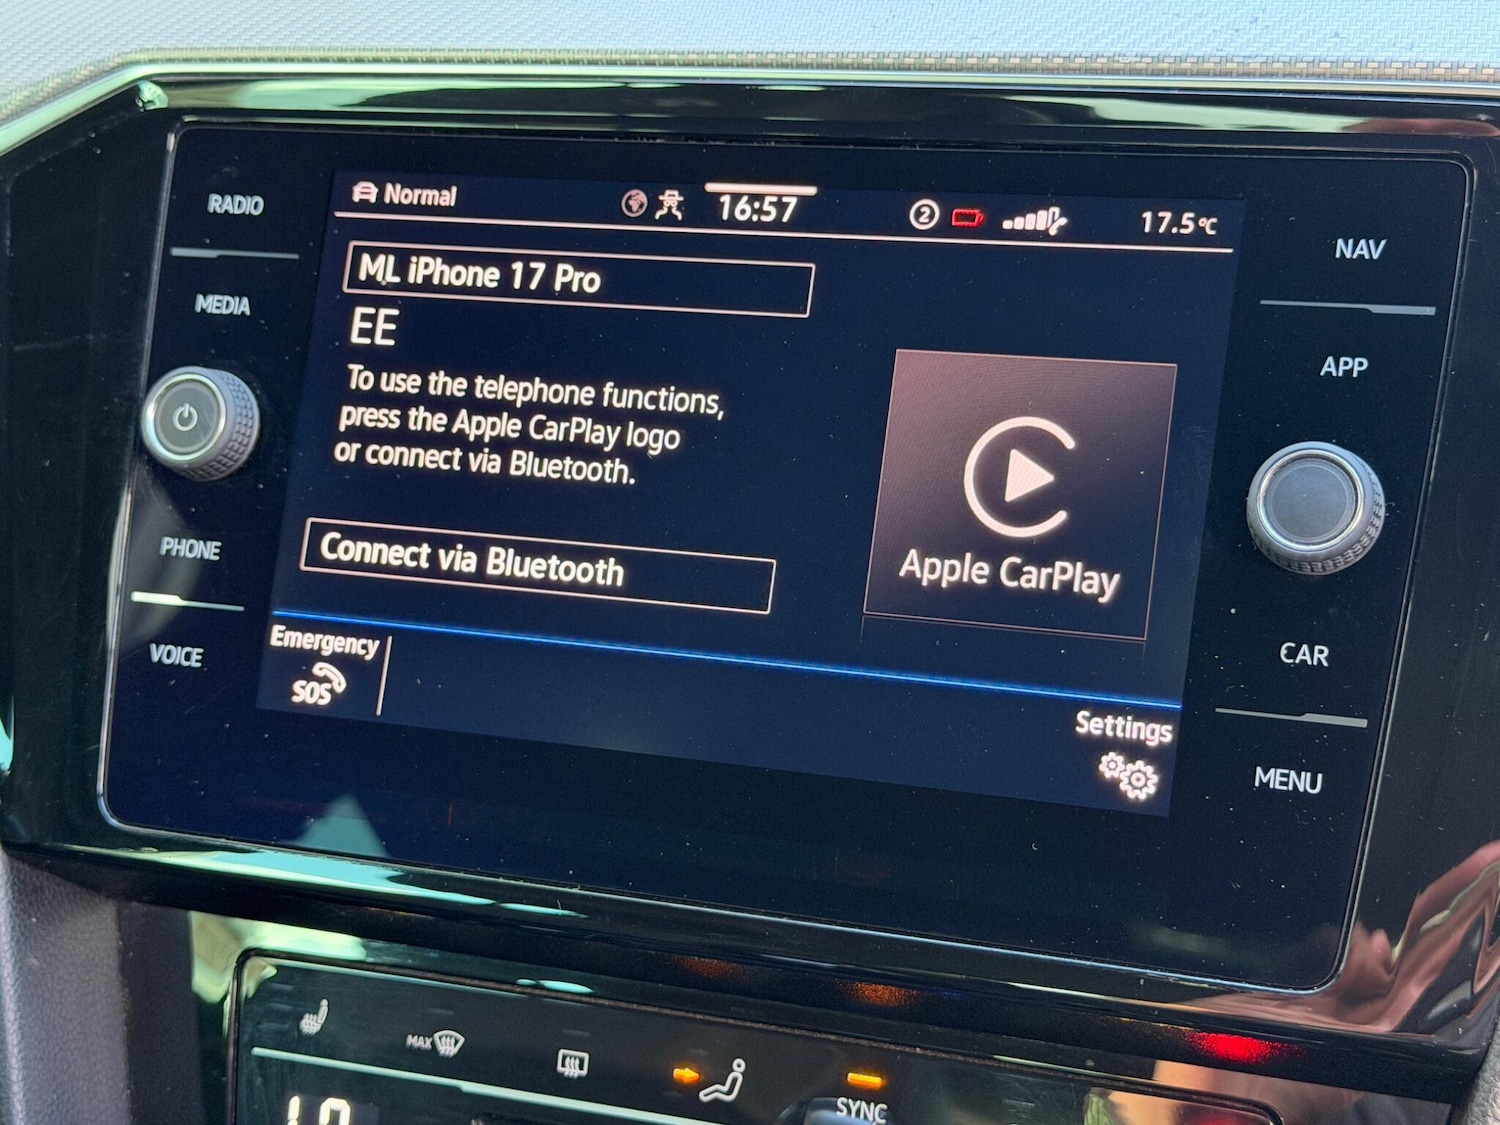 RADIO
MEDIA
PHONE
VOICE
Normal
16:57
2
17.5°C
ML iPhone 17 Pro
EE
To use the telephone functions,
press the Apple CarPlay logo
or connect via Bluetooth.
Connect via Bluetooth
Apple CarPlay
Emergency
SOS
Settings
NAV
APP
CAR
MENU
MAX
SYNC